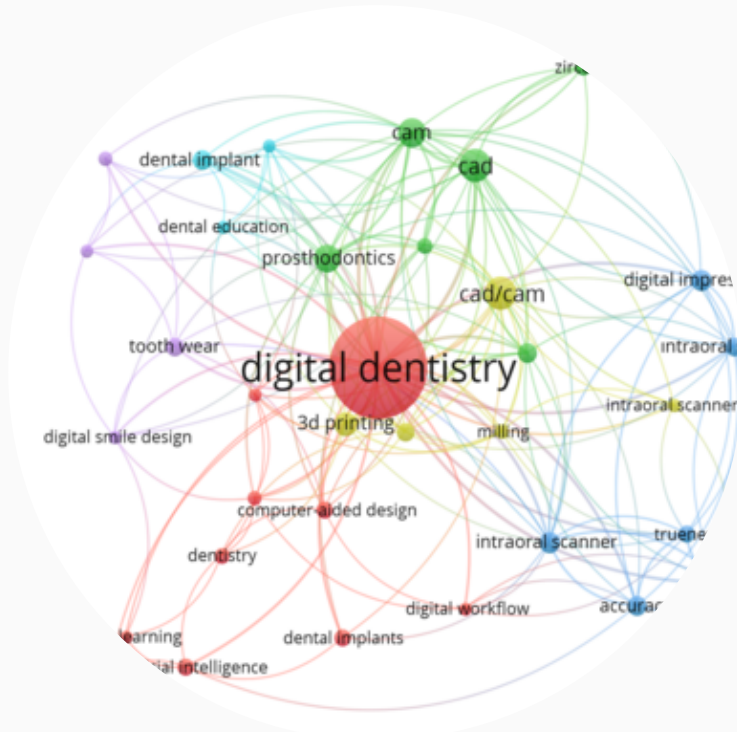 zir
cam
cad
dental implant
dental education
prosthodontics
digital impres
cad/cam
tooth wear
intraoral
digital dentistry
intraoral scanner
3d printing
milling
digital smile design
computer-aided design
truene
intraoral scanner
dentistry
accurac
digital workflow
learning
dental implants
ial intelligence